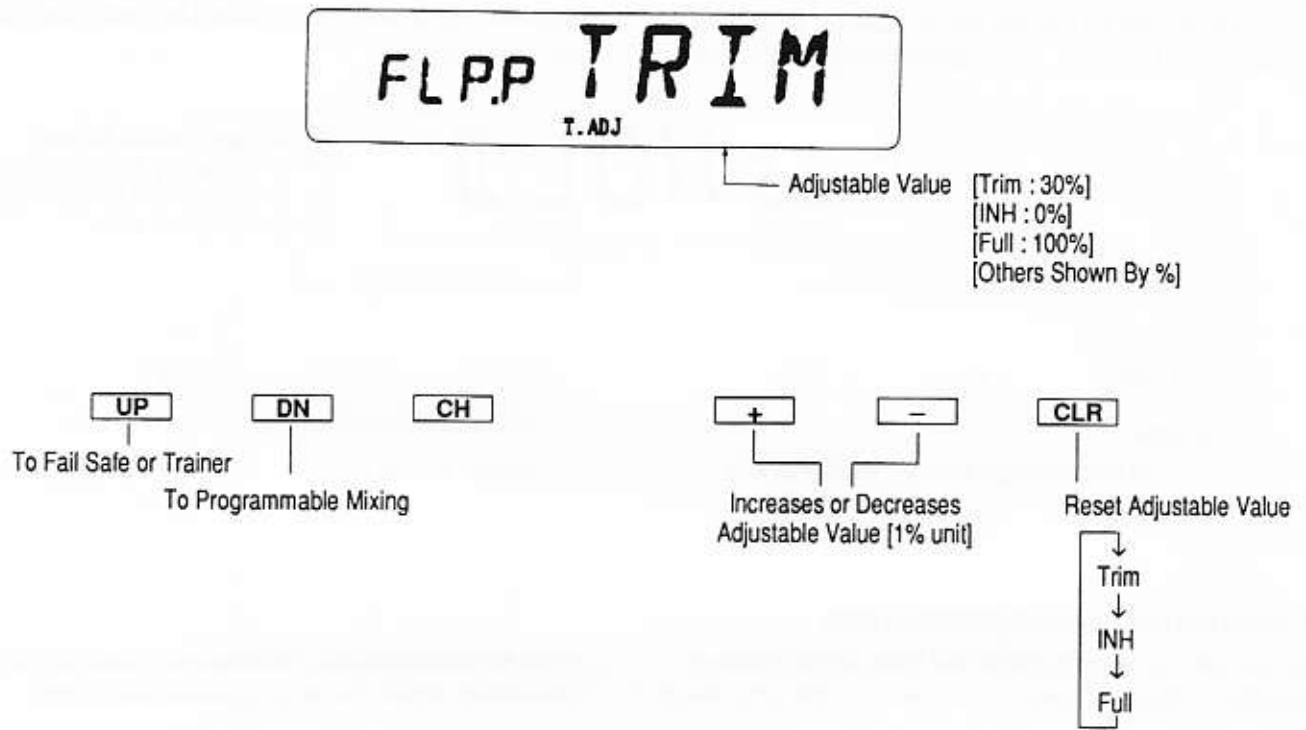 FLP.P TRIM
T.ADJ
Adjustable Value [Trim : 30%]
[INH : 0%]
[Full : 100%]
[Others Shown By %]
UP DN CH + – CLR
To Fail Safe or Trainer
To Programmable Mixing
Increases or Decreases
Adjustable Value [1% unit]
Reset Adjustable Value
Trim
INH
Full